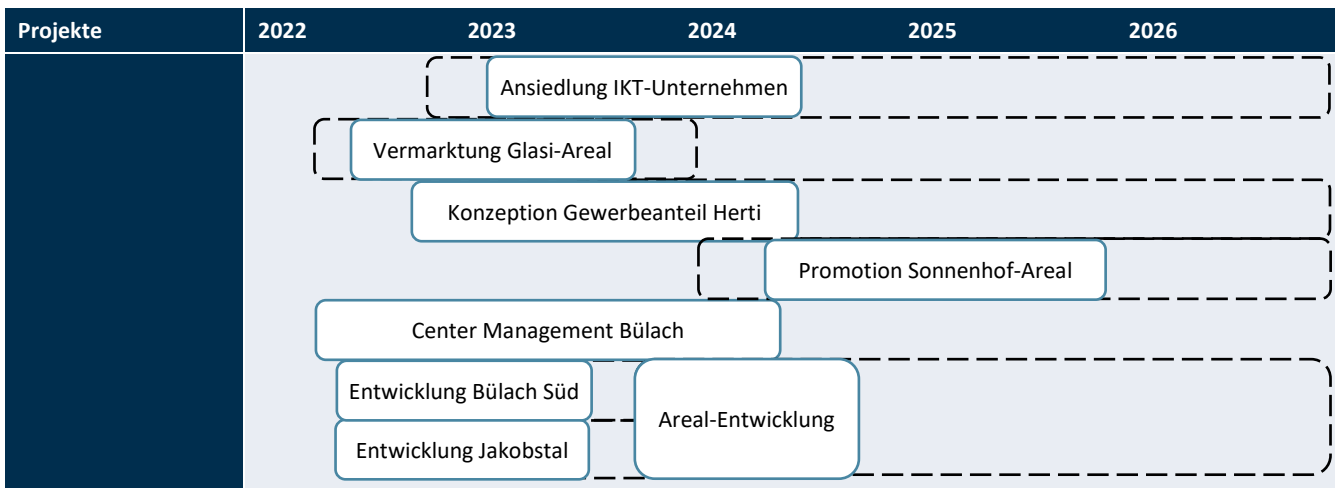 Projekte 2022 2023 2024 2025 2026
Ansiedlung IKT-Unternehmen
Vermarktung Glasi-Areal
Konzeption Gewerbeanteil Herti
Promotion Sonnenhof-Areal
Center Management Bülach
Entwicklung Bülach Süd
Areal-Entwicklung
Entwicklung Jakobstal